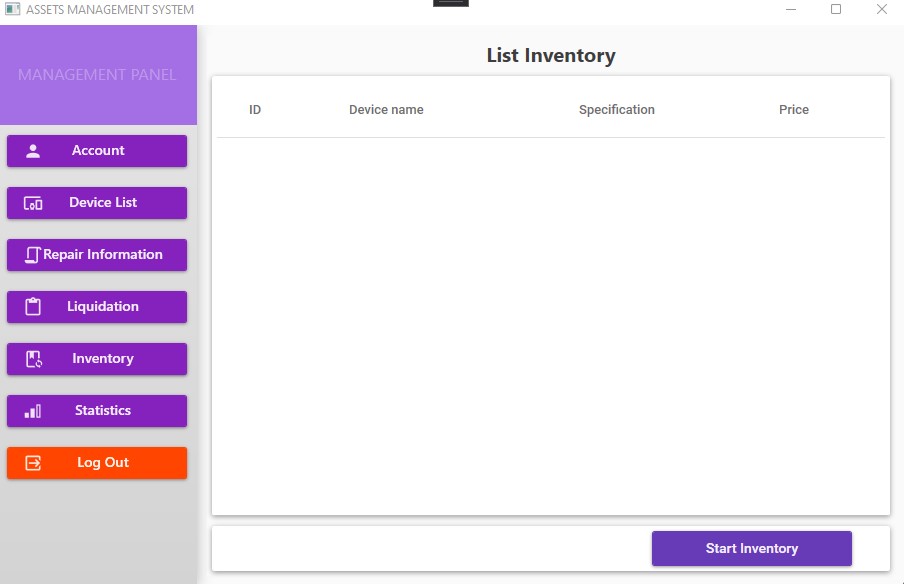 ASSETS MANAGEMENT SYSTEM
MANAGEMENT PANEL
Account
Device List
Repair Information
Liquidation
Inventory
Statistics
Log Out
List Inventory
ID Device name Specification Price
Start Inventory